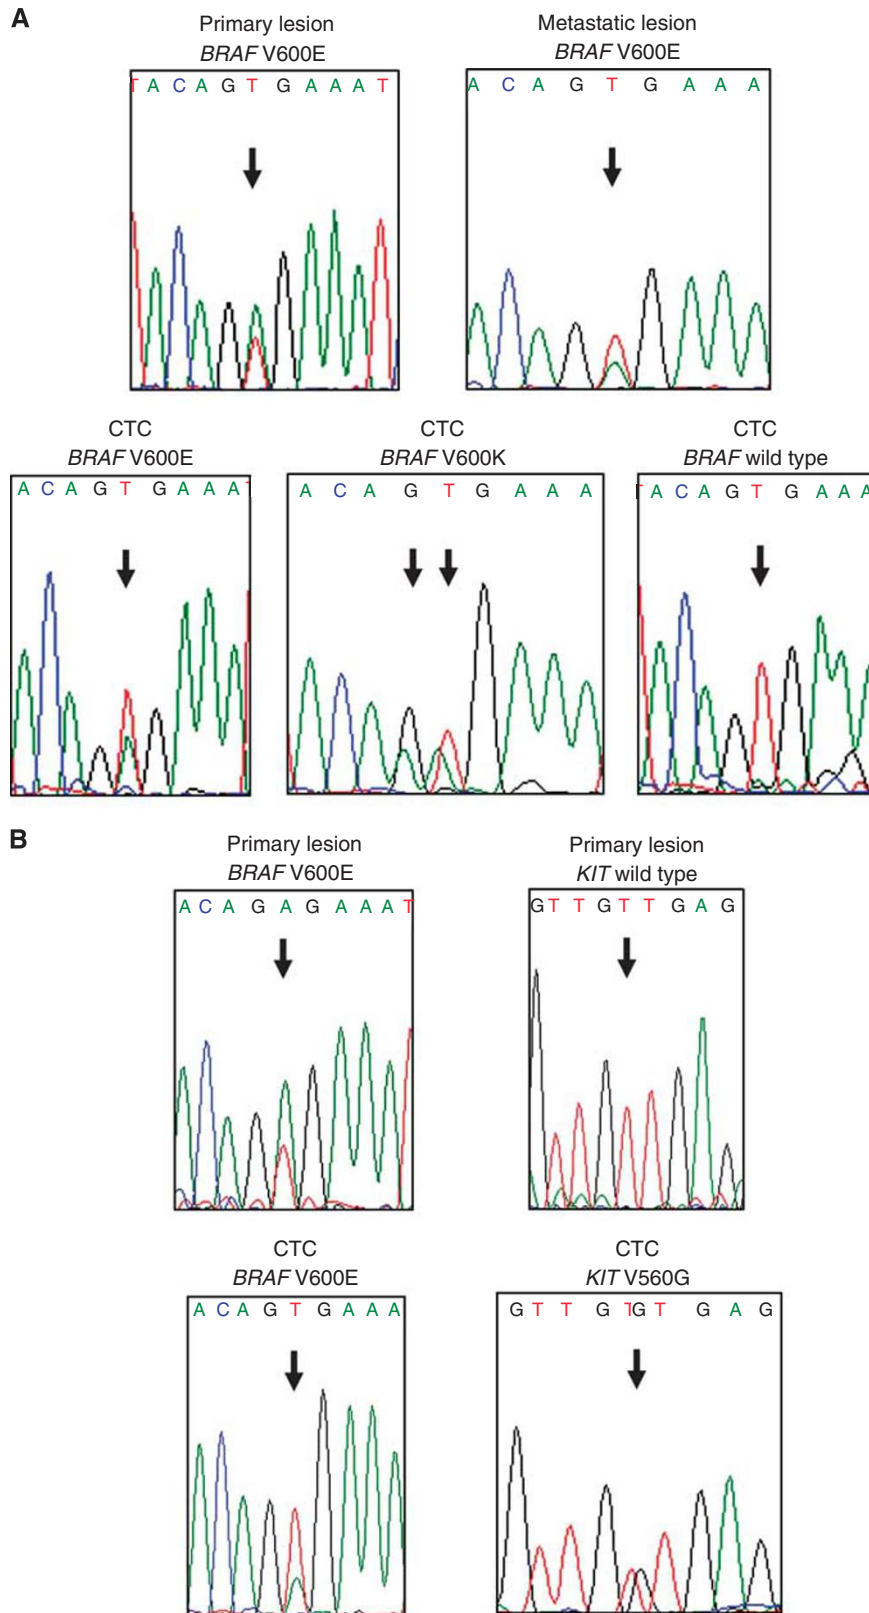 A
Primary lesion
BRAF V600E
Metastatic lesion
BRAF V600E
T A C A G T G A A A T
A C A G T G A A A
CTC
BRAF V600E
CTC
BRAF V600K
CTC
BRAF wild type
A C A G T G A A A T
A C A G T G A A A
T A C A G T G A A A
B
Primary lesion
BRAF V600E
Primary lesion
KIT wild type
A C A G A G A A A T
G T T G T T G A G
CTC
BRAF V600E
CTC
KIT V560G
A C A G T G A A A
G T T G T G T G A G